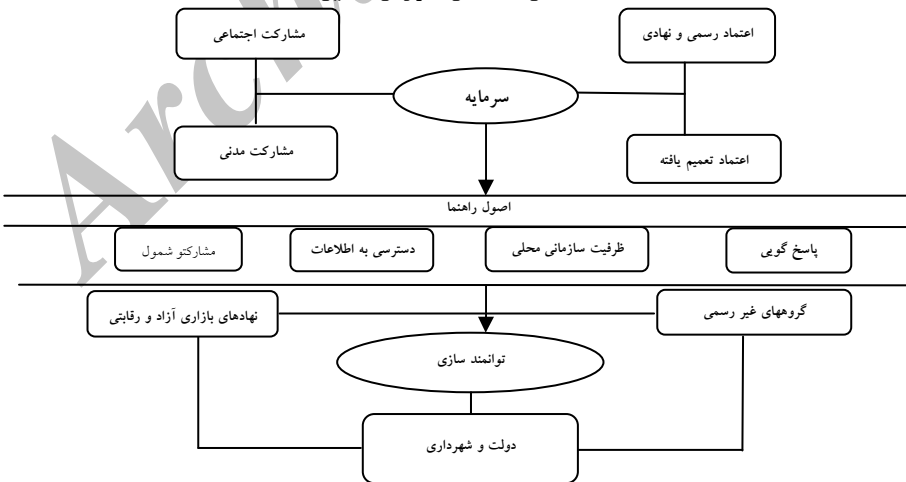 اعتماد رسمی و نهادی
مشارکت اجتماعی
سرمایه
اعتماد تعمیم یافته
مشارکت مدنی
اصول راهنما
پاسخ گویی
ظرفیت سازمانی محلی
دسترسی به اطلاعات
مشارکتو شمول
گروههای غیر رسمی
نهادهای بازاری آزاد و رقابتی
توانمند سازی
دولت و شهرداری